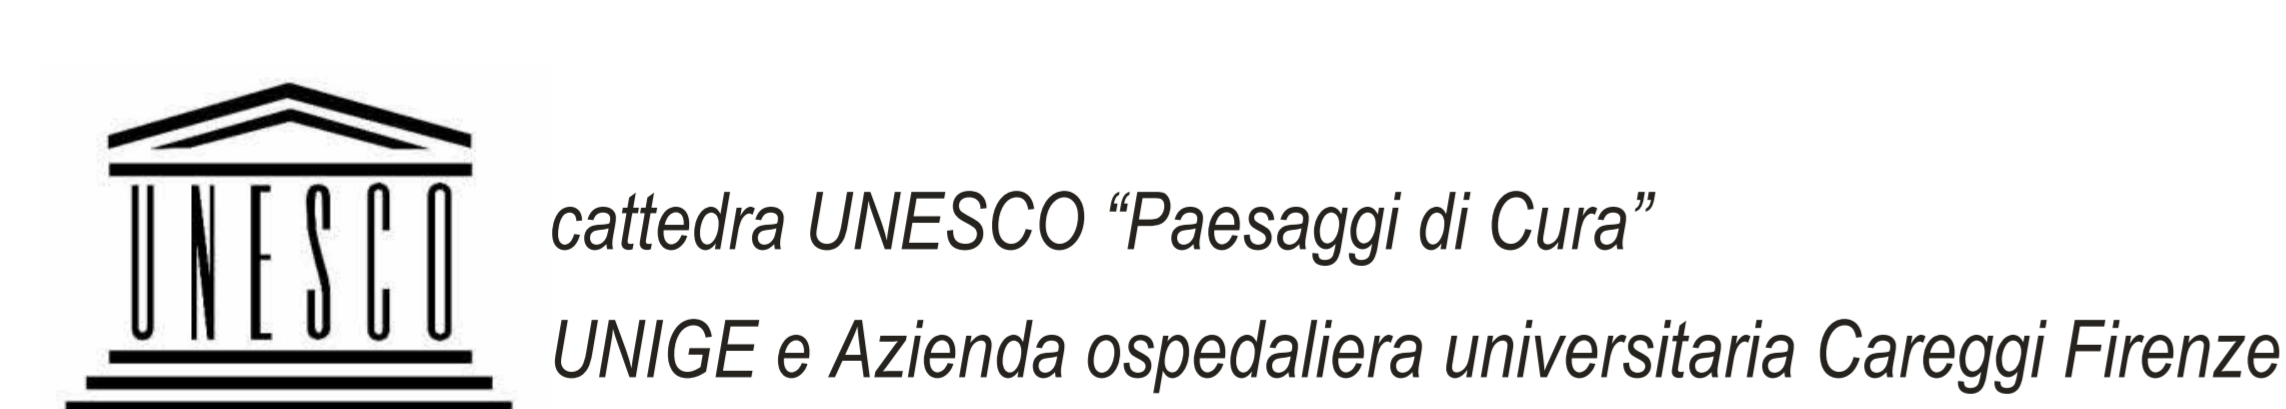 UNESCO
cattedra UNESCO “Paesaggi di Cura”
UNIGE e Azienda ospedaliera universitaria Careggi Firenze